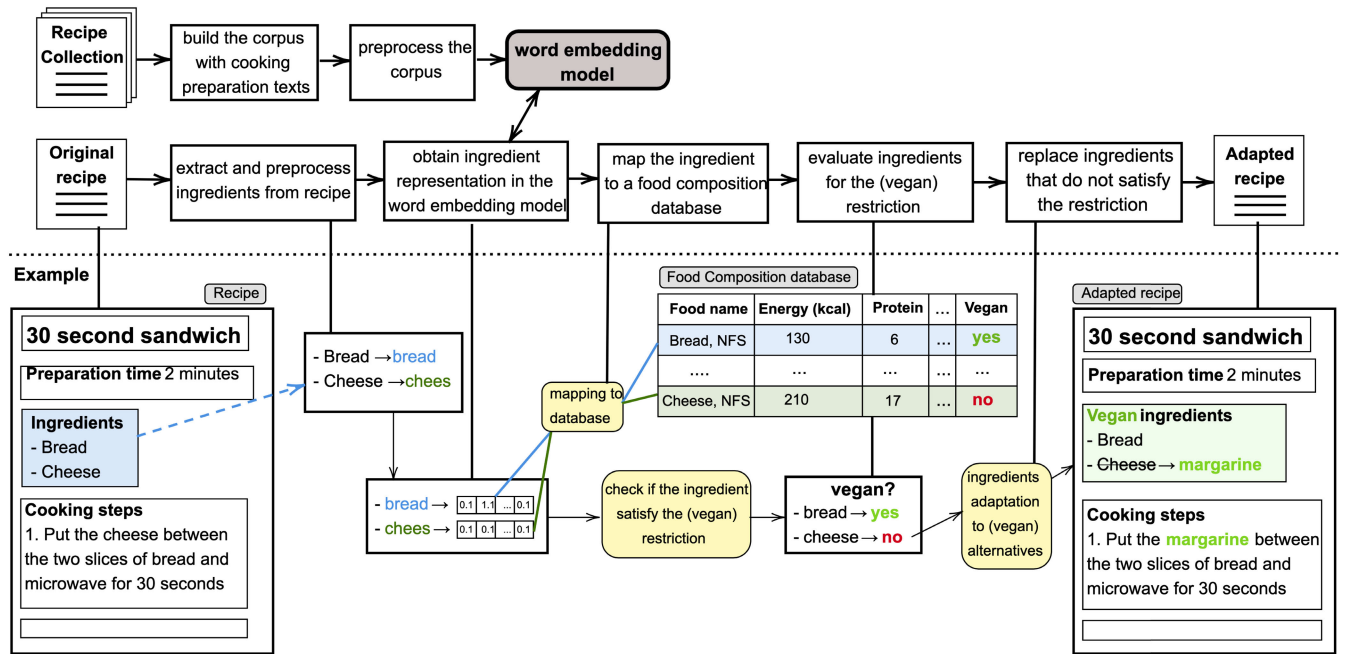 Recipe
Collection
build the corpus
with cooking
preparation texts
preprocess the
corpus
word embedding
model
Original
recipe
extract and preprocess
ingredients from recipe
obtain ingredient
representation in the
word embedding model
map the ingredient
to a food composition
database
evaluate ingredients
for the (vegan)
restriction
replace ingredients
that do not satisfy
the restriction
Adapted
recipe
Example
Recipe
30 second sandwich
Preparation time 2 minutes
Ingredients
- Bread
- Cheese
Cooking steps
1. Put the cheese between
the two slices of bread and
microwave for 30 seconds
- Bread → bread
- Cheese → chees
- bread → 0.1 1.1 ... 0.1
- chees → 0.1 0.1 ... 0.1
mapping to
database
Food Composition database
Food name Energy (kcal) Protein ... Vegan
Bread, NFS 130 6 ... yes
.... ... ... ...
Cheese, NFS 210 17 ... no
check if the ingredient
satisfy the (vegan)
restriction
vegan?
- bread → yes
- cheese → no
ingredients
adaptation
to (vegan)
alternatives
Adapted recipe
30 second sandwich
Preparation time 2 minutes
Vegan ingredients
- Bread
- Cheese → margarine
Cooking steps
1. Put the margarine between
the two slices of bread and
microwave for 30 seconds